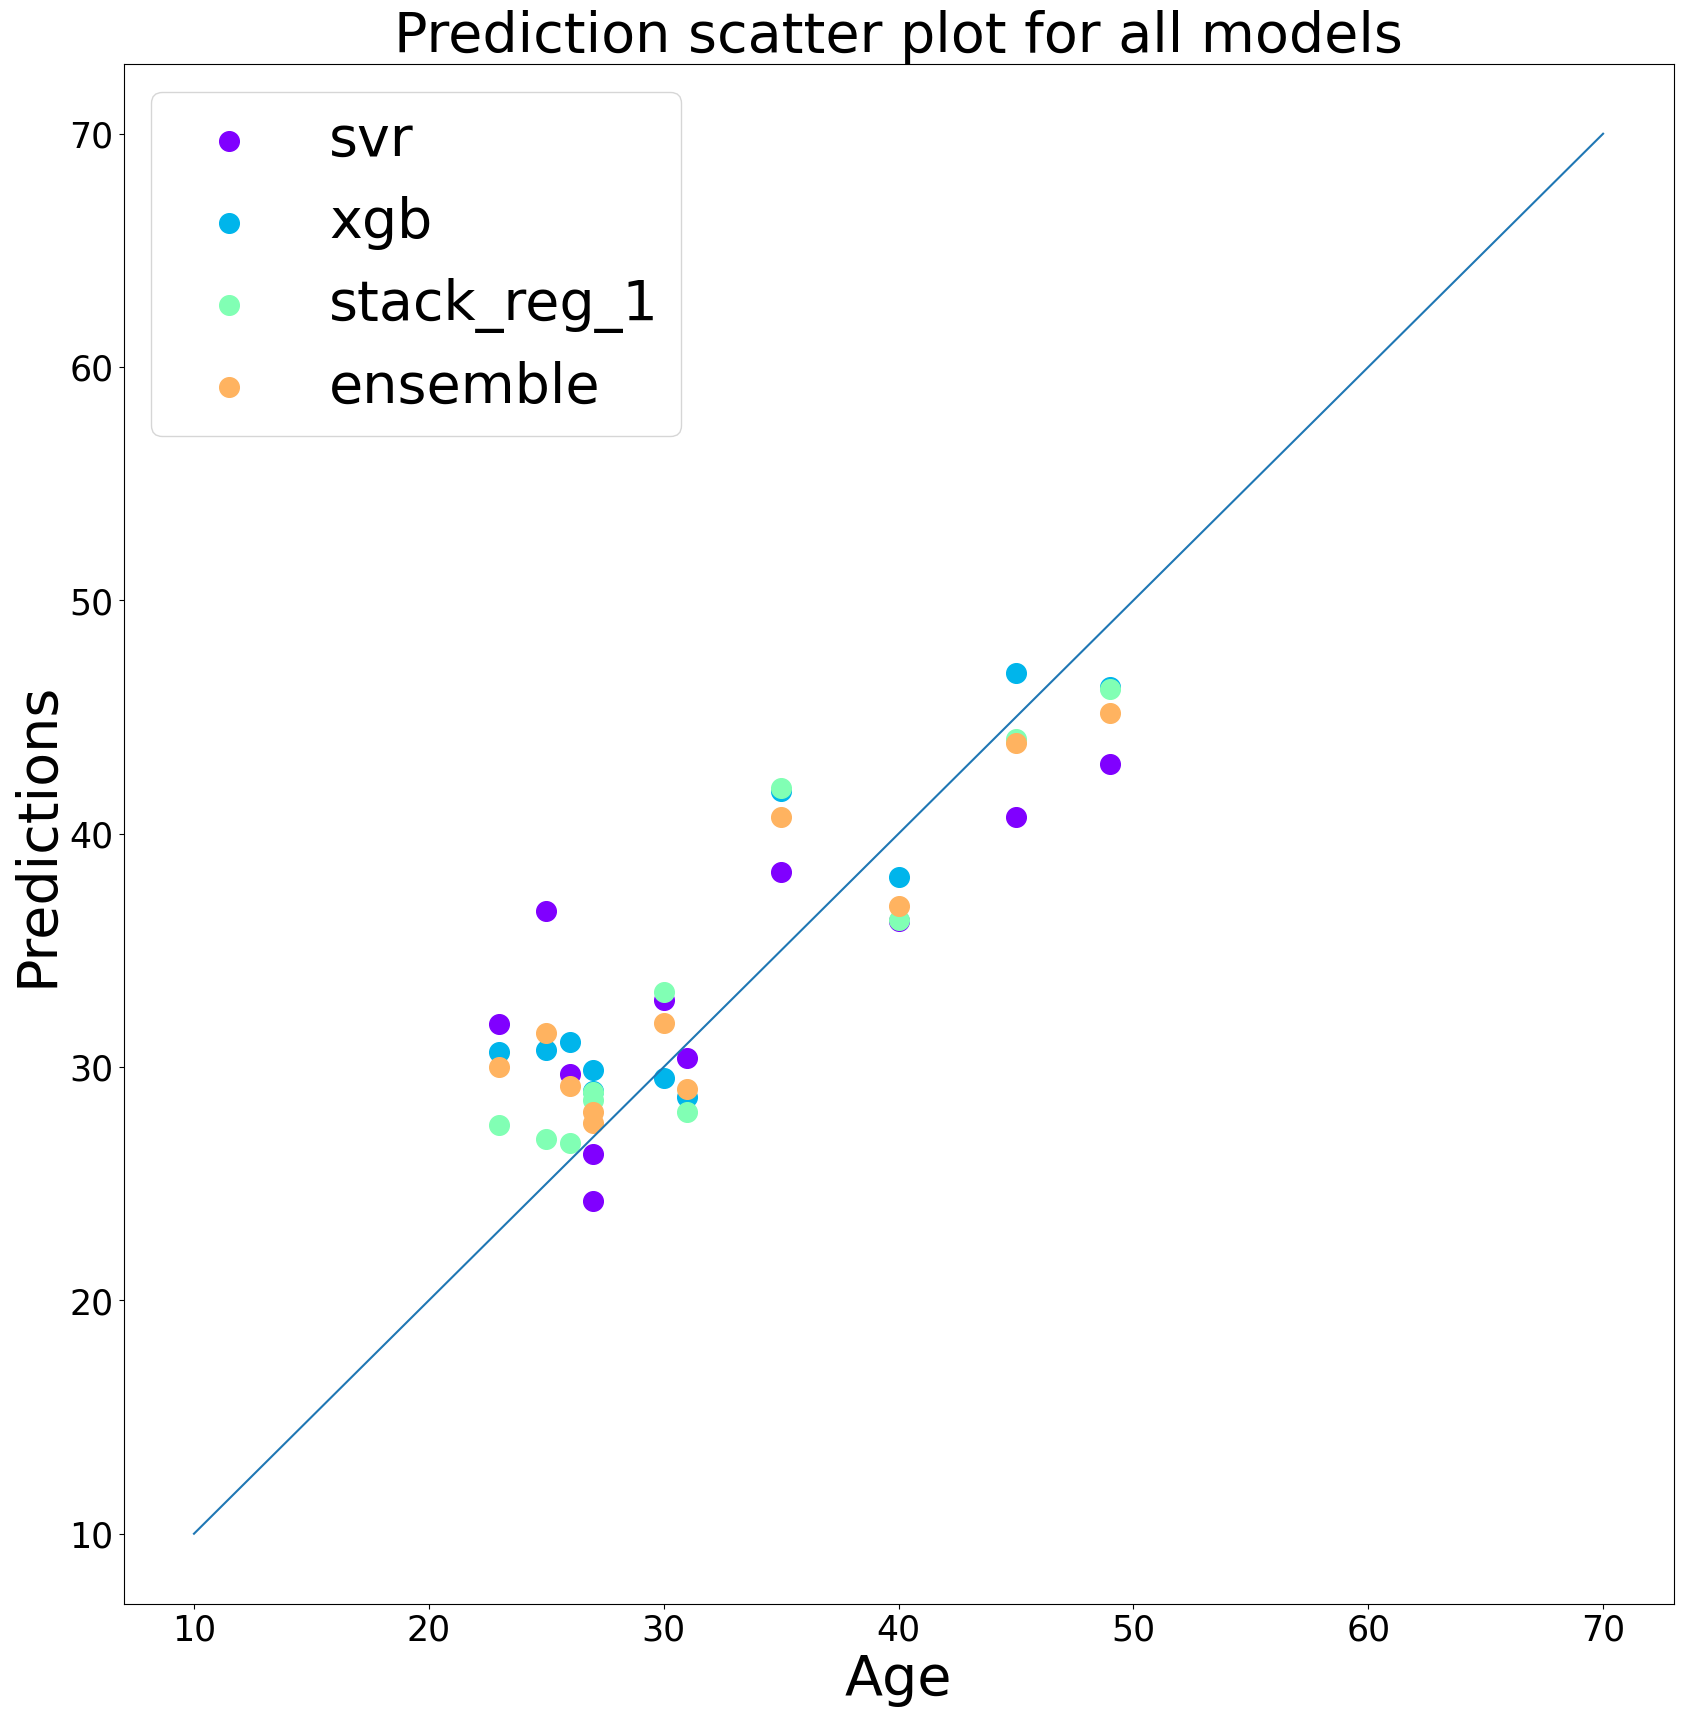 Prediction scatter plot for all models
svr
xgb
stack_reg_1
ensemble
70
60
50
40
30
20
10
Predictions
10 20 30 40 50 60 70
Age